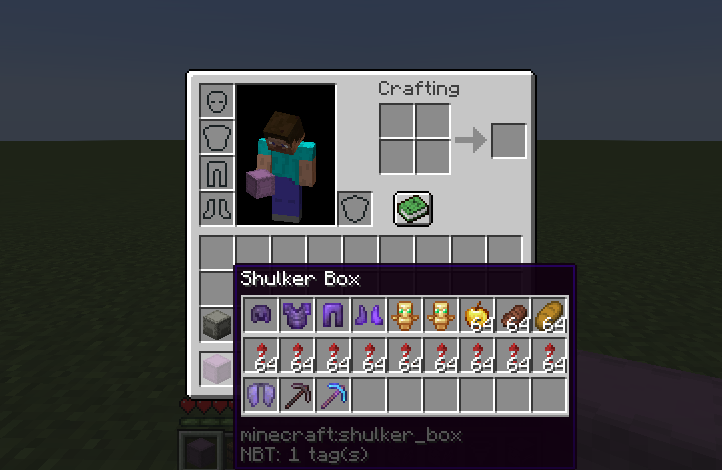 Crafting
Shulker Box
64 64 64
64 64 64 64 64 64 64 64 64
minecraft:shulker_box
NBT: 1 tag(s)